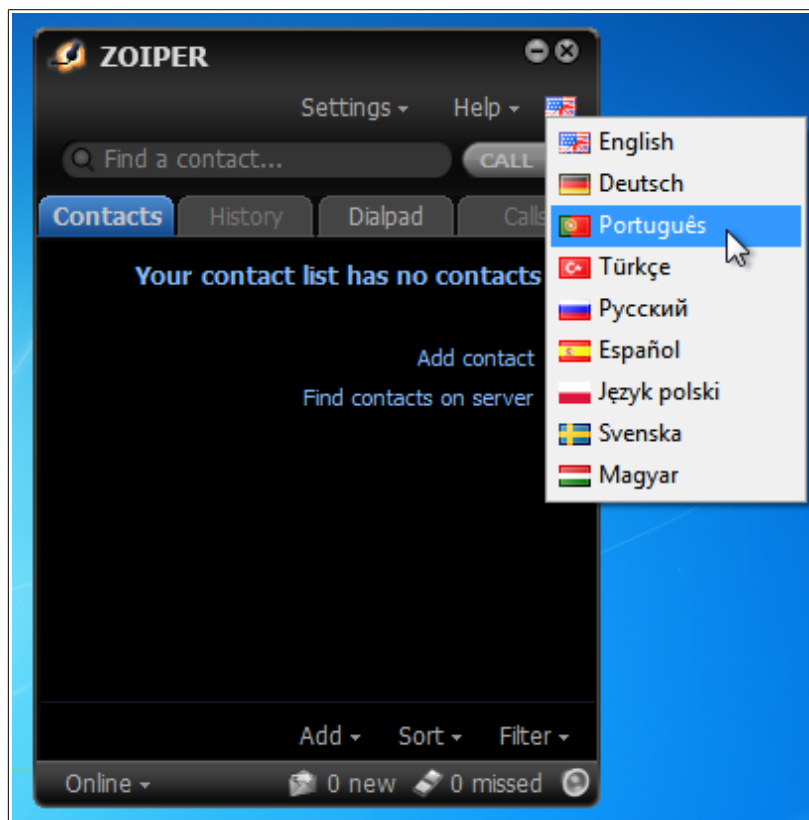 ZOIPER
Settings Help
Find a contact... CALL
Contacts History Dialpad Calls
Your contact list has no contacts
Add contact
Find contacts on server
English
Deutsch
Português
Türkçe
Русский
Español
Język polski
Svenska
Magyar
Add Sort Filter
Online 0 new 0 missed